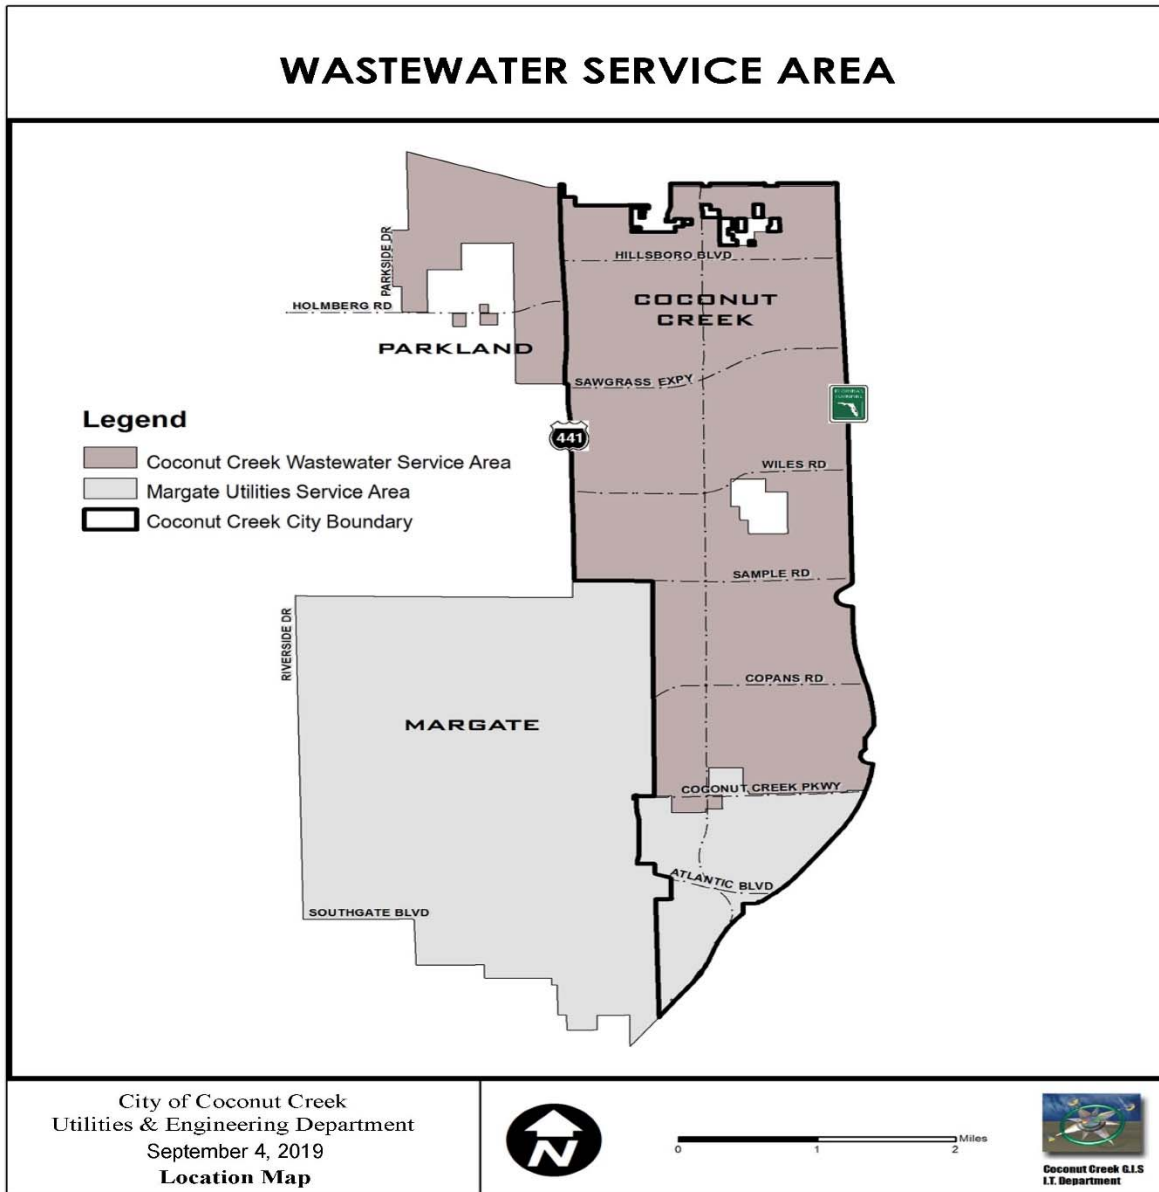 WASTEWATER SERVICE AREA
PARKSIDE DR
HILLSBORO BLVD
HOLMBERG RD
COCONUT
CREEK
PARKLAND
SAWGRASS EXPY
Legend
441
Coconut Creek Wastewater Service Area
WILES RD
Margate Utilities Service Area
Coconut Creek City Boundary
SAMPLE RD
RIVERSIDE DR
COPANS RD
MARGATE
COCONUT CREEK PKWY
ATLANTIC BLVD
SOUTHGATE BLVD
City of Coconut Creek
Utilities & Engineering Department
September 4, 2019
Location Map
N
Miles
0 1 2
Coconut Creek G.I.S
I.T. Department